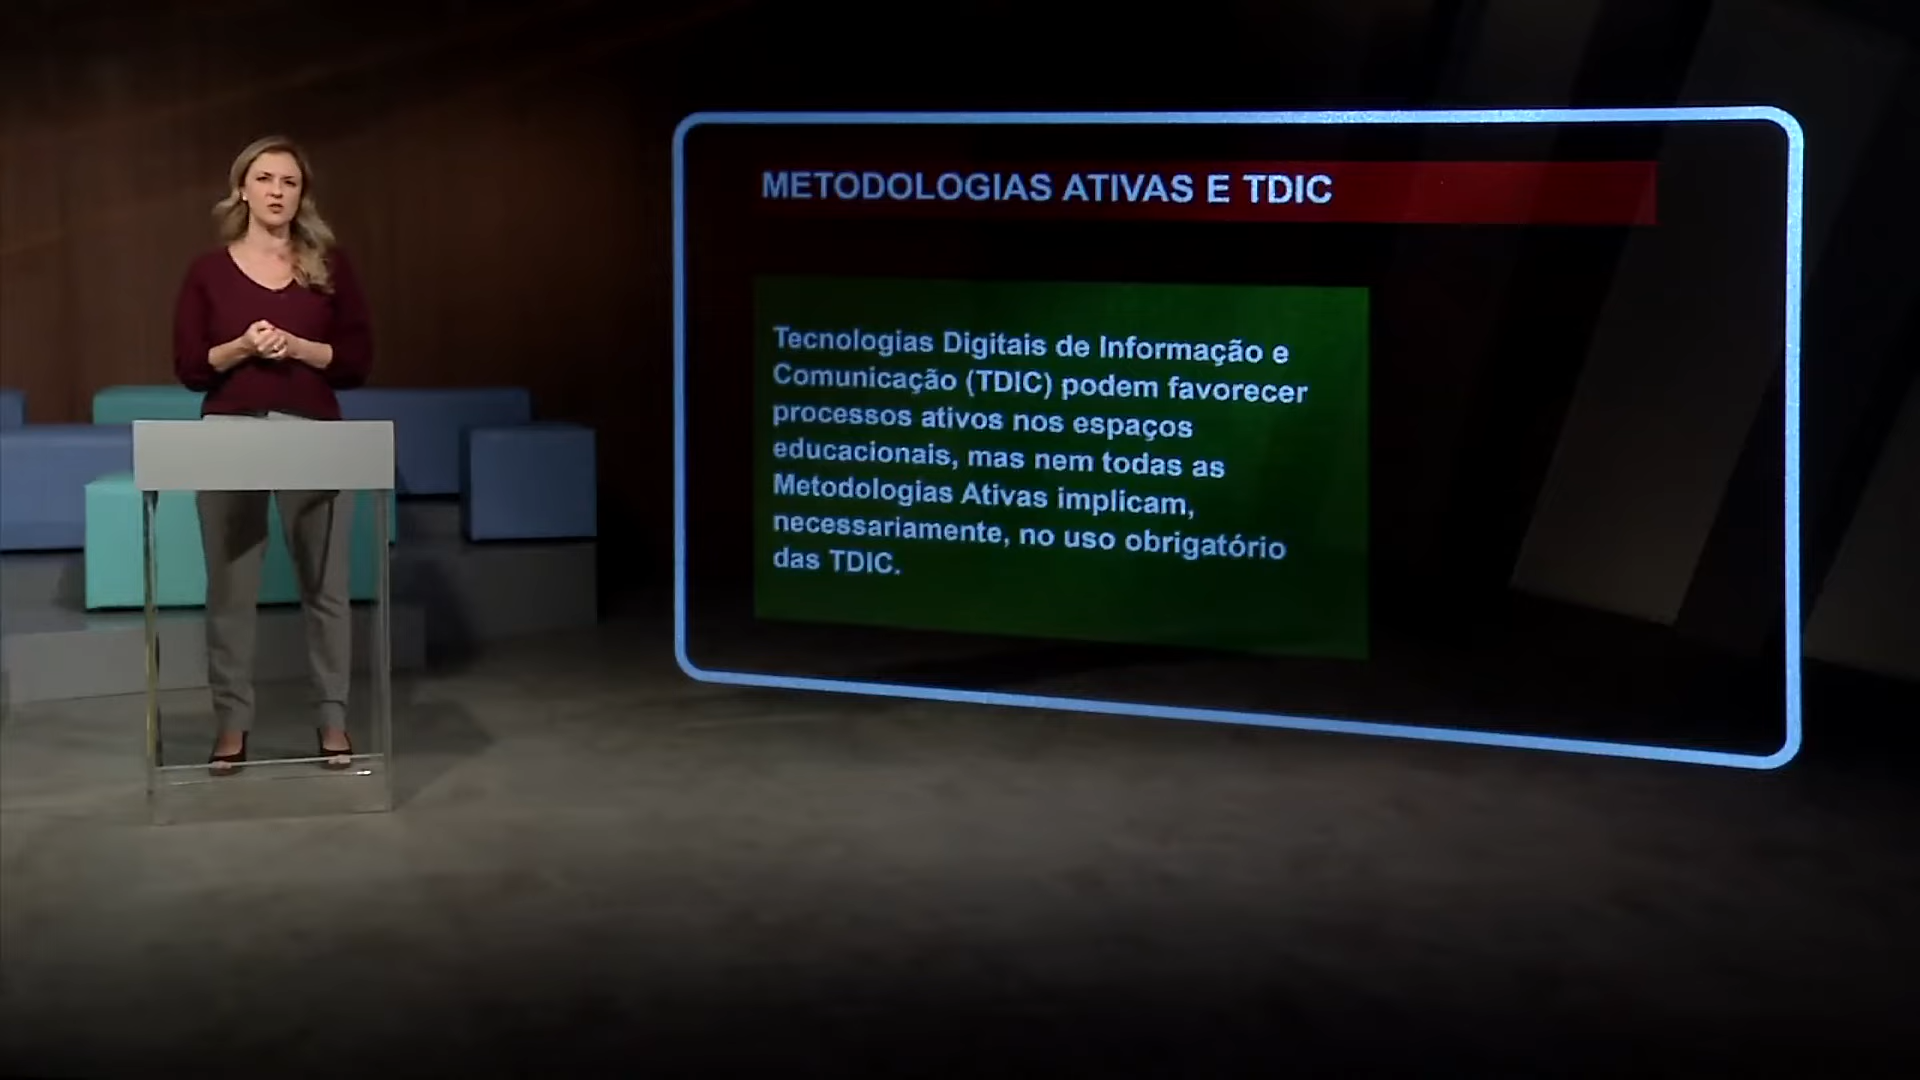 METODOLOGIAS ATIVAS E TDIC
Tecnologias Digitais de Informação e
Comunicação (TDIC) podem favorecer
processos ativos nos espaços
educacionais, mas nem todas as
Metodologias Ativas implicam,
necessariamente, no uso obrigatório
das TDIC.